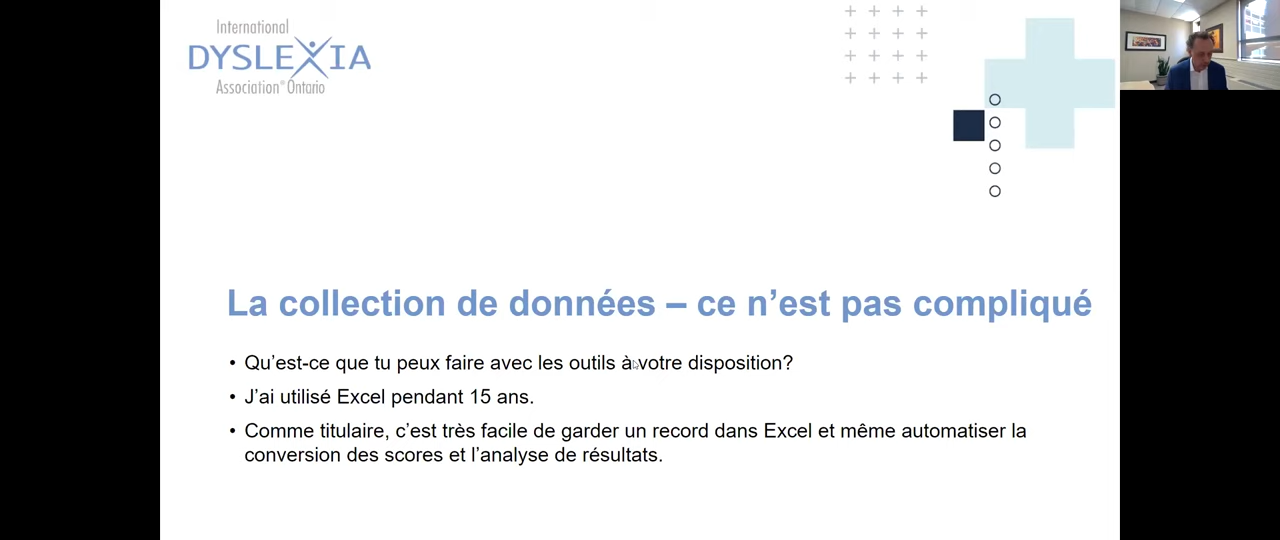 International
DYSLEXIA
Association® Ontario
La collection de données – ce n’est pas compliqué
• Qu’est-ce que tu peux faire avec les outils à votre disposition?
• J’ai utilisé Excel pendant 15 ans.
• Comme titulaire, c’est très facile de garder un record dans Excel et même automatiser la
conversion des scores et l’analyse de résultats.